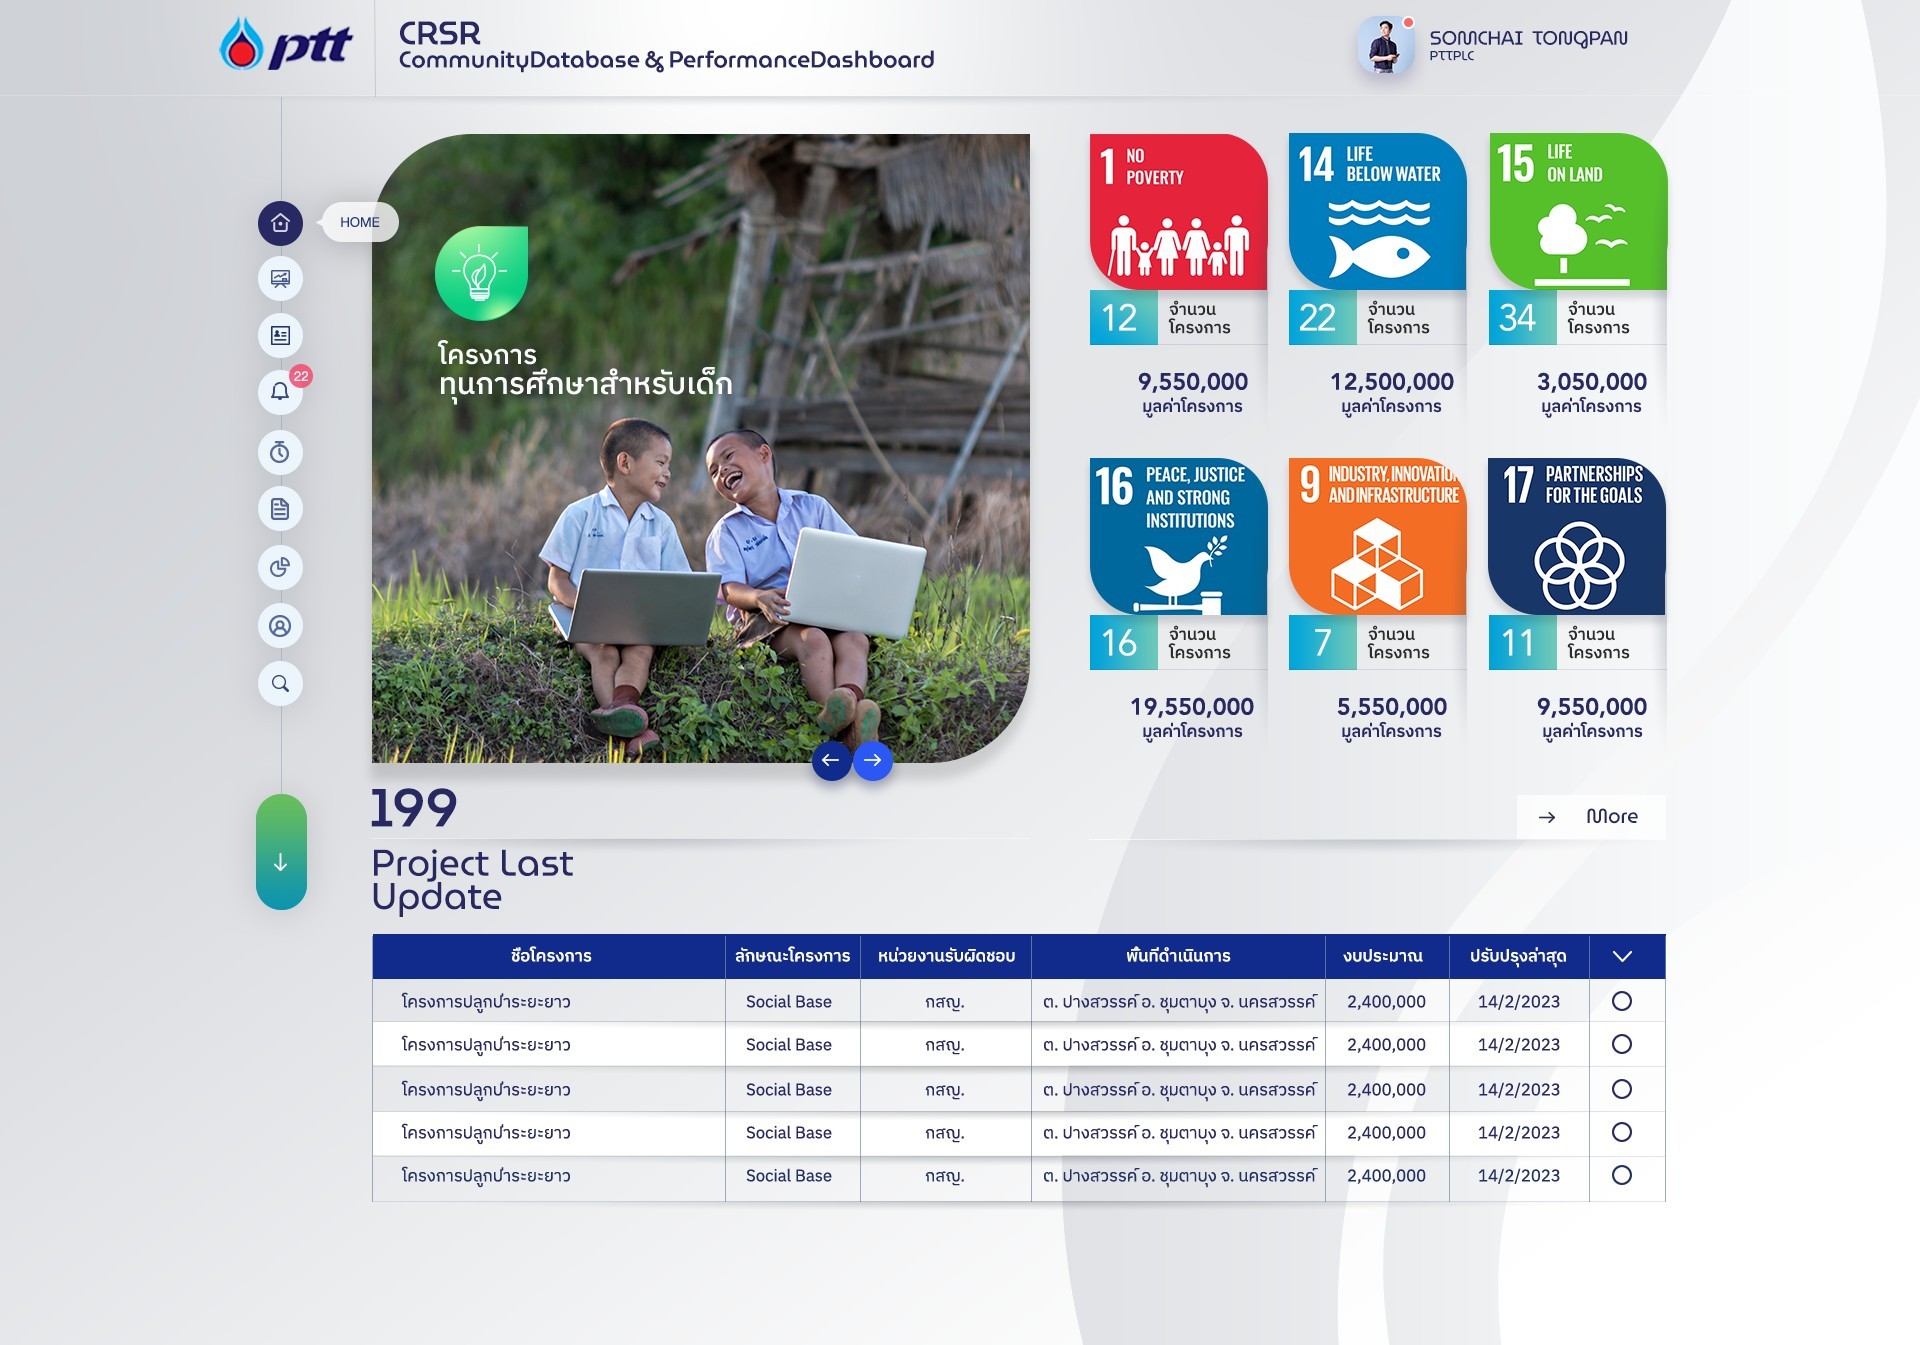 ptt
CRSR
CommunityDatabase & PerformanceDashboard
SOMCHAI TONGPAN
PTTPLC
HOME
22
โครงการ
ทุนการศึกษาสำหรับเด็ก
1 NO
POVERTY
12 จำนวน
โครงการ
9,550,000
มูลค่าโครงการ
14 LIFE
BELOW WATER
22 จำนวน
โครงการ
12,500,000
มูลค่าโครงการ
15 LIFE
ON LAND
34 จำนวน
โครงการ
3,050,000
มูลค่าโครงการ
16 PEACE, JUSTICE
AND STRONG
INSTITUTIONS
16 จำนวน
โครงการ
19,550,000
มูลค่าโครงการ
9 INDUSTRY, INNOVATION
AND INFRASTRUCTURE
7 จำนวน
โครงการ
5,550,000
มูลค่าโครงการ
17 PARTNERSHIPS
FOR THE GOALS
11 จำนวน
โครงการ
9,550,000
มูลค่าโครงการ
199
More
Project Last
Update
ชื่อโครงการ ลักษณะโครงการ หน่วยงานรับผิดชอบ พื้นที่ดำเนินการ งบประมาณ ปรับปรุงล่าสุด
โครงการปลูกป่าระยะยาว Social Base กสญ. ต. ปางสวรรค์ อ. ชุมตาบุง จ. นครสวรรค์ 2,400,000 14/2/2023
โครงการปลูกป่าระยะยาว Social Base กสญ. ต. ปางสวรรค์ อ. ชุมตาบุง จ. นครสวรรค์ 2,400,000 14/2/2023
โครงการปลูกป่าระยะยาว Social Base กสญ. ต. ปางสวรรค์ อ. ชุมตาบุง จ. นครสวรรค์ 2,400,000 14/2/2023
โครงการปลูกป่าระยะยาว Social Base กสญ. ต. ปางสวรรค์ อ. ชุมตาบุง จ. นครสวรรค์ 2,400,000 14/2/2023
โครงการปลูกป่าระยะยาว Social Base กสญ. ต. ปางสวรรค์ อ. ชุมตาบุง จ. นครสวรรค์ 2,400,000 14/2/2023